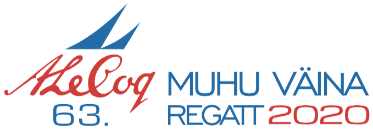 ALeCoq MUHU VÄINA
63. REGATT 2020